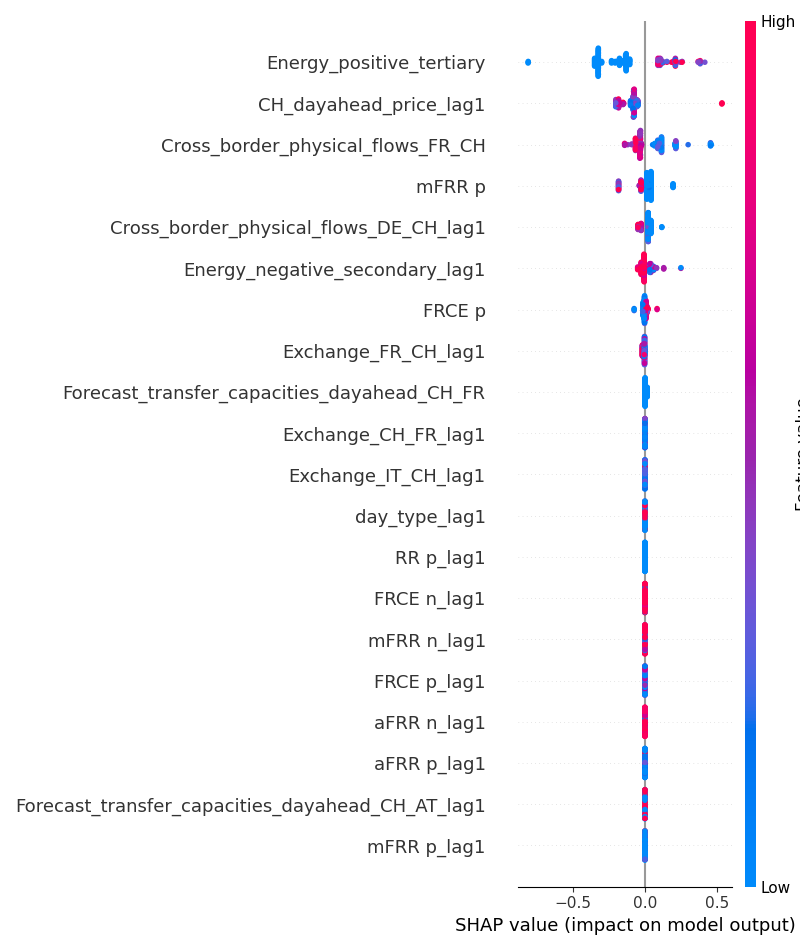 High
Energy_positive_tertiary
CH_dayahead_price_lag1
Cross_border_physical_flows_FR_CH
mFRR p
Cross_border_physical_flows_DE_CH_lag1
Energy_negative_secondary_lag1
FRCE p
Exchange_FR_CH_lag1
Forecast_transfer_capacities_dayahead_CH_FR
Exchange_CH_FR_lag1
Exchange_IT_CH_lag1
day_type_lag1
RR p_lag1
FRCE n_lag1
mFRR n_lag1
FRCE p_lag1
aFRR n_lag1
aFRR p_lag1
Forecast_transfer_capacities_dayahead_CH_AT_lag1
mFRR p_lag1
Feature value
Low
−0.5 0.0 0.5
SHAP value (impact on model output)